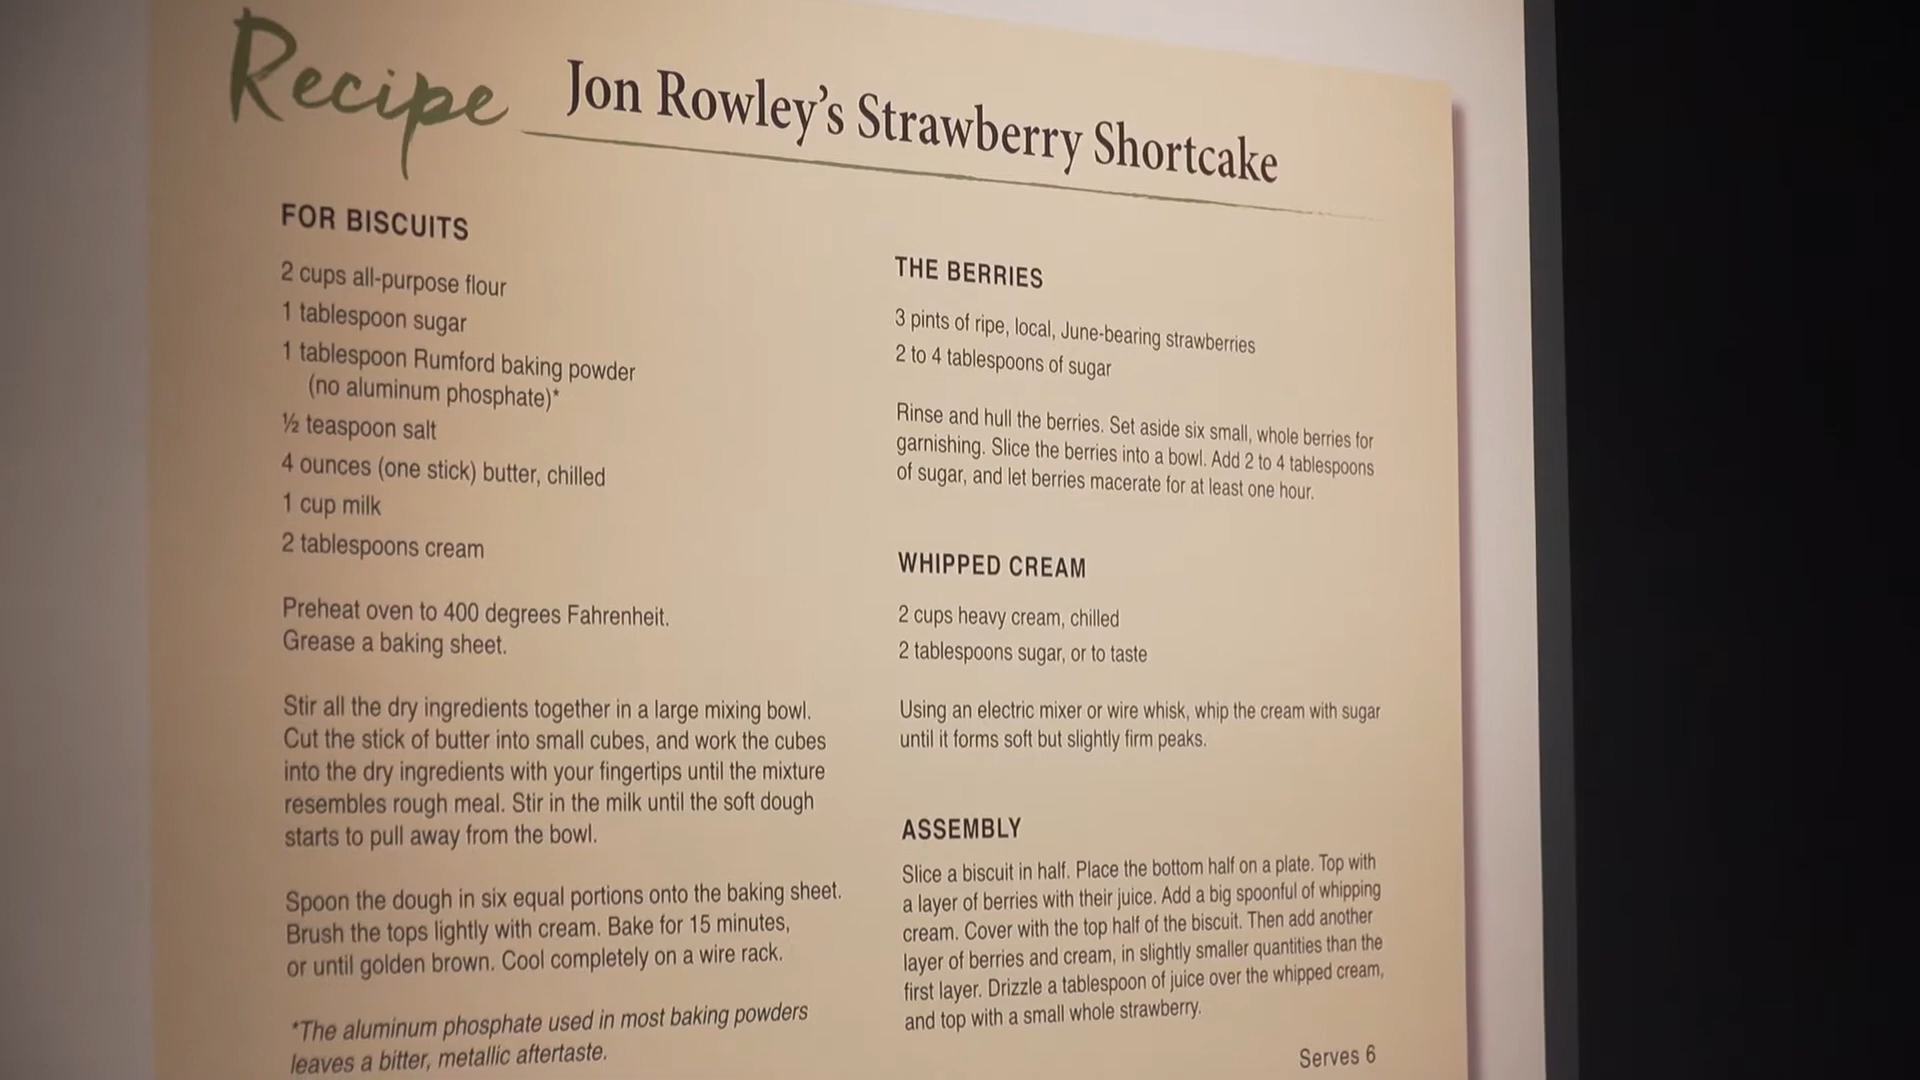 Recipe
Jon Rowley's Strawberry Shortcake
FOR BISCUITS
2 cups all-purpose flour
1 tablespoon sugar
1 tablespoon Rumford baking powder
(no aluminum phosphate)*
½ teaspoon salt
4 ounces (one stick) butter, chilled
1 cup milk
2 tablespoons cream
Preheat oven to 400 degrees Fahrenheit.
Grease a baking sheet.
Stir all the dry ingredients together in a large mixing bowl.
Cut the stick of butter into small cubes, and work the cubes
into the dry ingredients with your fingertips until the mixture
resembles rough meal. Stir in the milk until the soft dough
starts to pull away from the bowl.
Spoon the dough in six equal portions onto the baking sheet.
Brush the tops lightly with cream. Bake for 15 minutes,
or until golden brown. Cool completely on a wire rack.
*The aluminum phosphate used in most baking powders
leaves a bitter, metallic aftertaste.
THE BERRIES
3 pints of ripe, local, June-bearing strawberries
2 to 4 tablespoons of sugar
Rinse and hull the berries. Set aside six small, whole berries for
garnishing. Slice the berries into a bowl. Add 2 to 4 tablespoons
of sugar, and let berries macerate for at least one hour.
WHIPPED CREAM
2 cups heavy cream, chilled
2 tablespoons sugar, or to taste
Using an electric mixer or wire whisk, whip the cream with sugar
until it forms soft but slightly firm peaks.
ASSEMBLY
Slice a biscuit in half. Place the bottom half on a plate. Top with
a layer of berries with their juice. Add a big spoonful of whipping
cream. Cover with the top half of the biscuit. Then add another
layer of berries and cream, in slightly smaller quantities than the
first layer. Drizzle a tablespoon of juice over the whipped cream,
and top with a small whole strawberry.
Serves 6